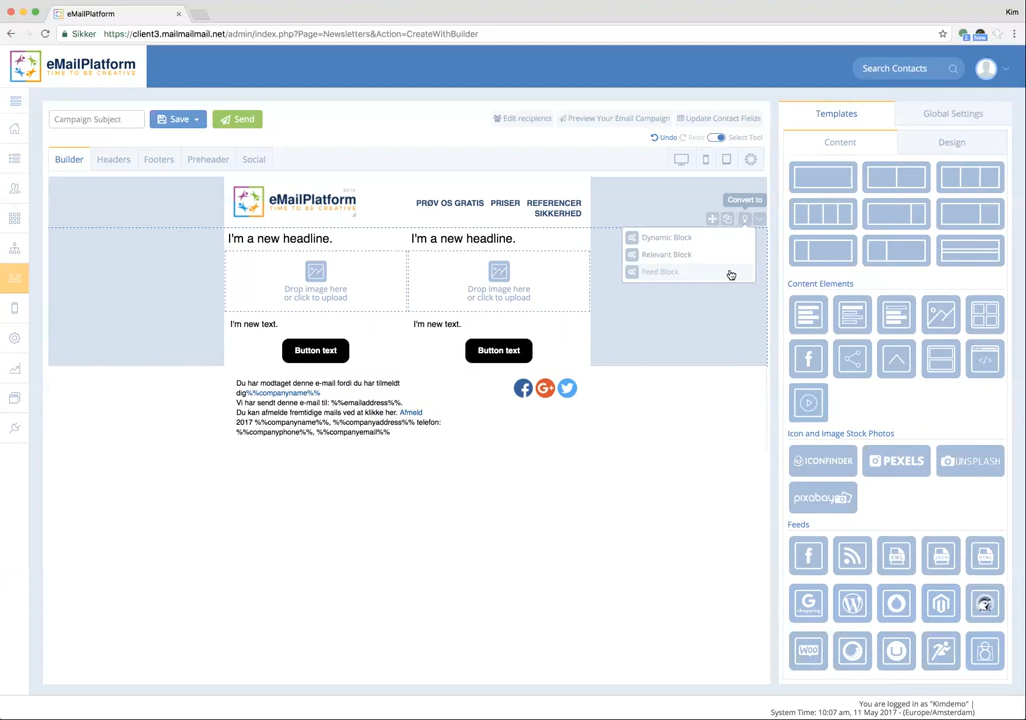 eMailPlatform
Kim
Sikker
https://client3.mailmailmail.net/admin/index.php?Page=Newsletters&Action=CreateWithBuilder
New
eMailPlatform
TIME TO BE CREATIVE
Search Contacts
Campaign Subject
Save
Send
Edit recipients
Preview Your Email Campaign
Update Contact Fields
Undo
Redo
Select Tool
Builder
Headers
Footers
Preheader
Social
Templates
Global Settings
Content
Design
BETA
eMailPlatform
TIME TO BE CREATIVE
PRØV OS GRATIS PRISER REFERENCER
SIKKERHED
Convert to
Dynamic Block
Relevant Block
Feed Block
I'm a new headline.
I'm a new headline.
Drop image here
or click to upload
Drop image here
or click to upload
I'm new text.
I'm new text.
Button text
Button text
Du har modtaget denne e-mail fordi du har tilmeldt
dig%%companyname%%
Vi har sendt denne e-mail til: %%emailaddress%%.
Du kan afmelde fremtidige mails ved at klikke her. Afmeld
2017 %%companyname%%, %%companyaddress%% telefon:
%%companyphone%%, %%companyemail%%
Content Elements
Icon and Image Stock Photos
ICONFINDER
PEXELS
UNSPLASH
pixabay
Feeds
XML
HTML
G
shopping
WOO
You are logged in as "Kimdemo" |
System Time: 10:07 am, 11 May 2017 - (Europe/Amsterdam)